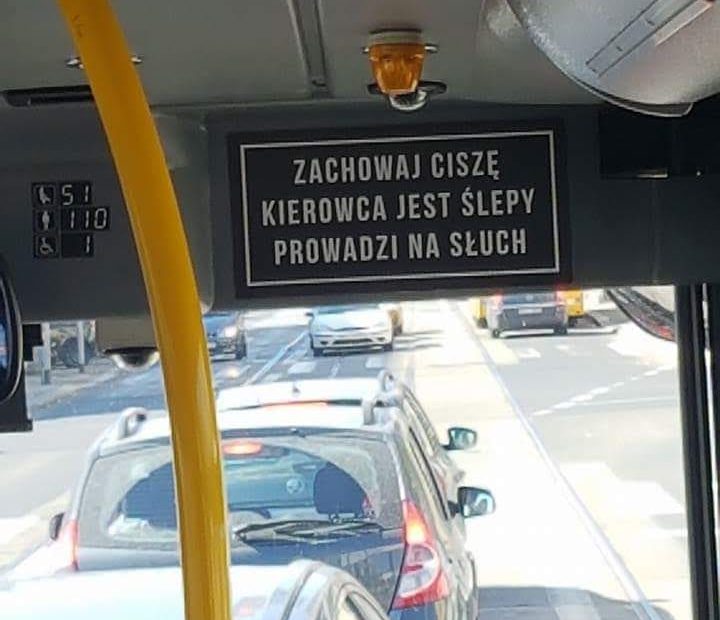 ZACHOWAJ CISZĘ
KIEROWCA JEST ŚLEPY
PROWADZI NA SŁUCH
51
110
1